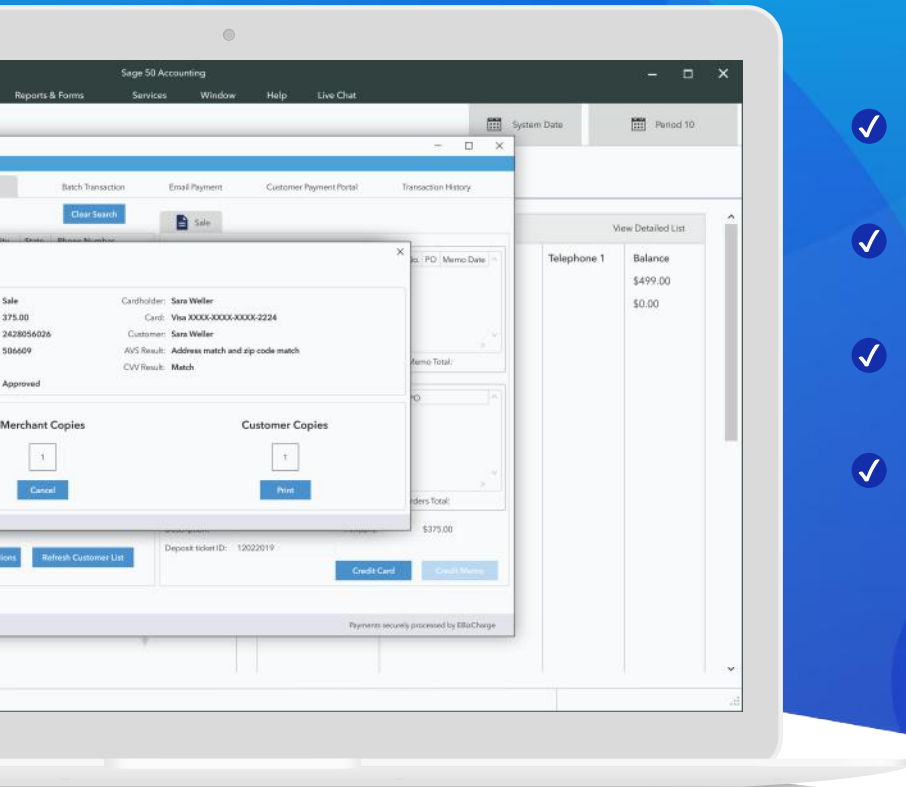 Sage 50 Accounting
Reports & Forms Services Window Help Live Chat
System Date Period 10
Batch Transaction Email Payment Customer Payment Portal Transaction History
Clear Search
Sale
View Detailed List
State Phone Number
PO Memo Date
Telephone 1 Balance
$499.00
$0.00
Sale Cardholder: Sara Weller
375.00 Card: Visa XXXX-XXXX-XXXX-2224
2428056026 Customer: Sara Weller
506609 AVS Result: Address match and zip code match
CVV Result: Match
Approved
Memo Total:
PO
Merchant Copies Customer Copies
1 1
Cancel Print
Total:
$375.00
Deposit ticket ID: 12022019
Refresh Customer List
Credit Card Credit Memo
Payments securely processed by EBizCharge